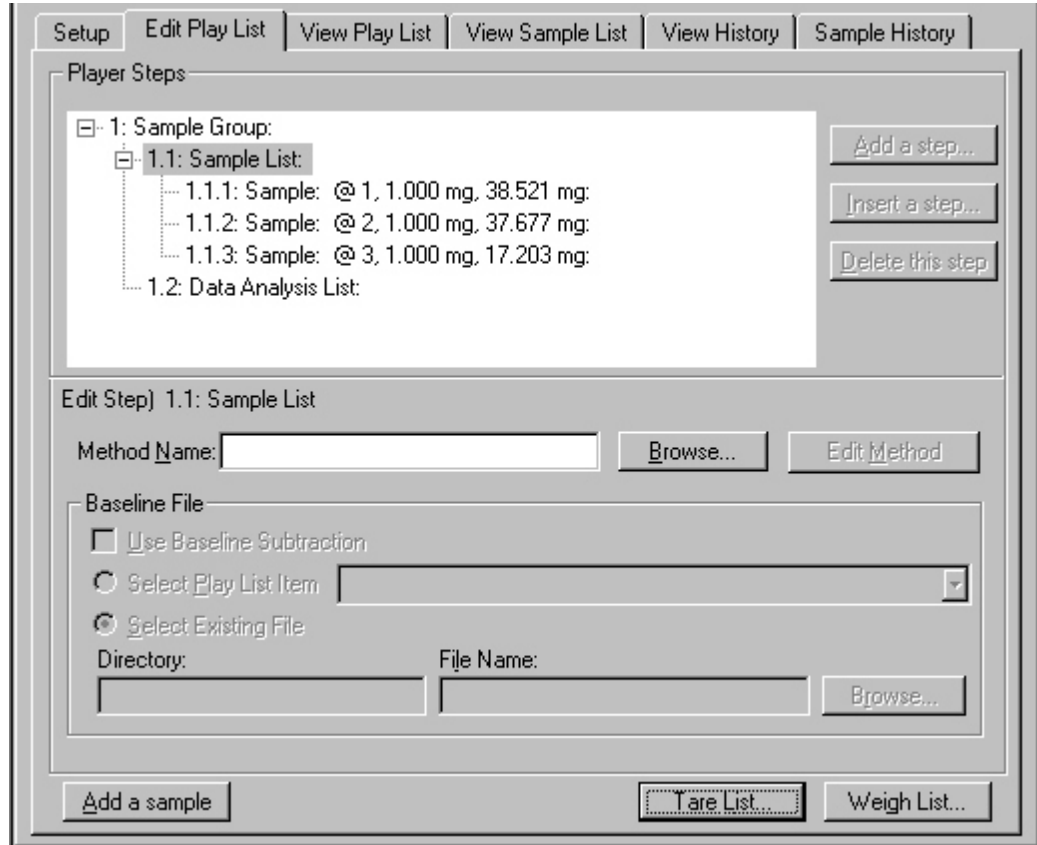 Setup Edit Play List View Play List View Sample List View History Sample History
Player Steps
1: Sample Group:
1.1: Sample List:
1.1.1: Sample: @ 1, 1.000 mg, 38.521 mg:
1.1.2: Sample: @ 2, 1.000 mg, 37.677 mg:
1.1.3: Sample: @ 3, 1.000 mg, 17.203 mg:
1.2: Data Analysis List:
Add a step...
Insert a step...
Delete this step
Edit Step) 1.1: Sample List
Method Name: Browse... Edit Method
Baseline File
Use Baseline Subtraction
Select Play List Item
Select Existing File
Directory: File Name:
Browse...
Add a sample Tare List... Weigh List...